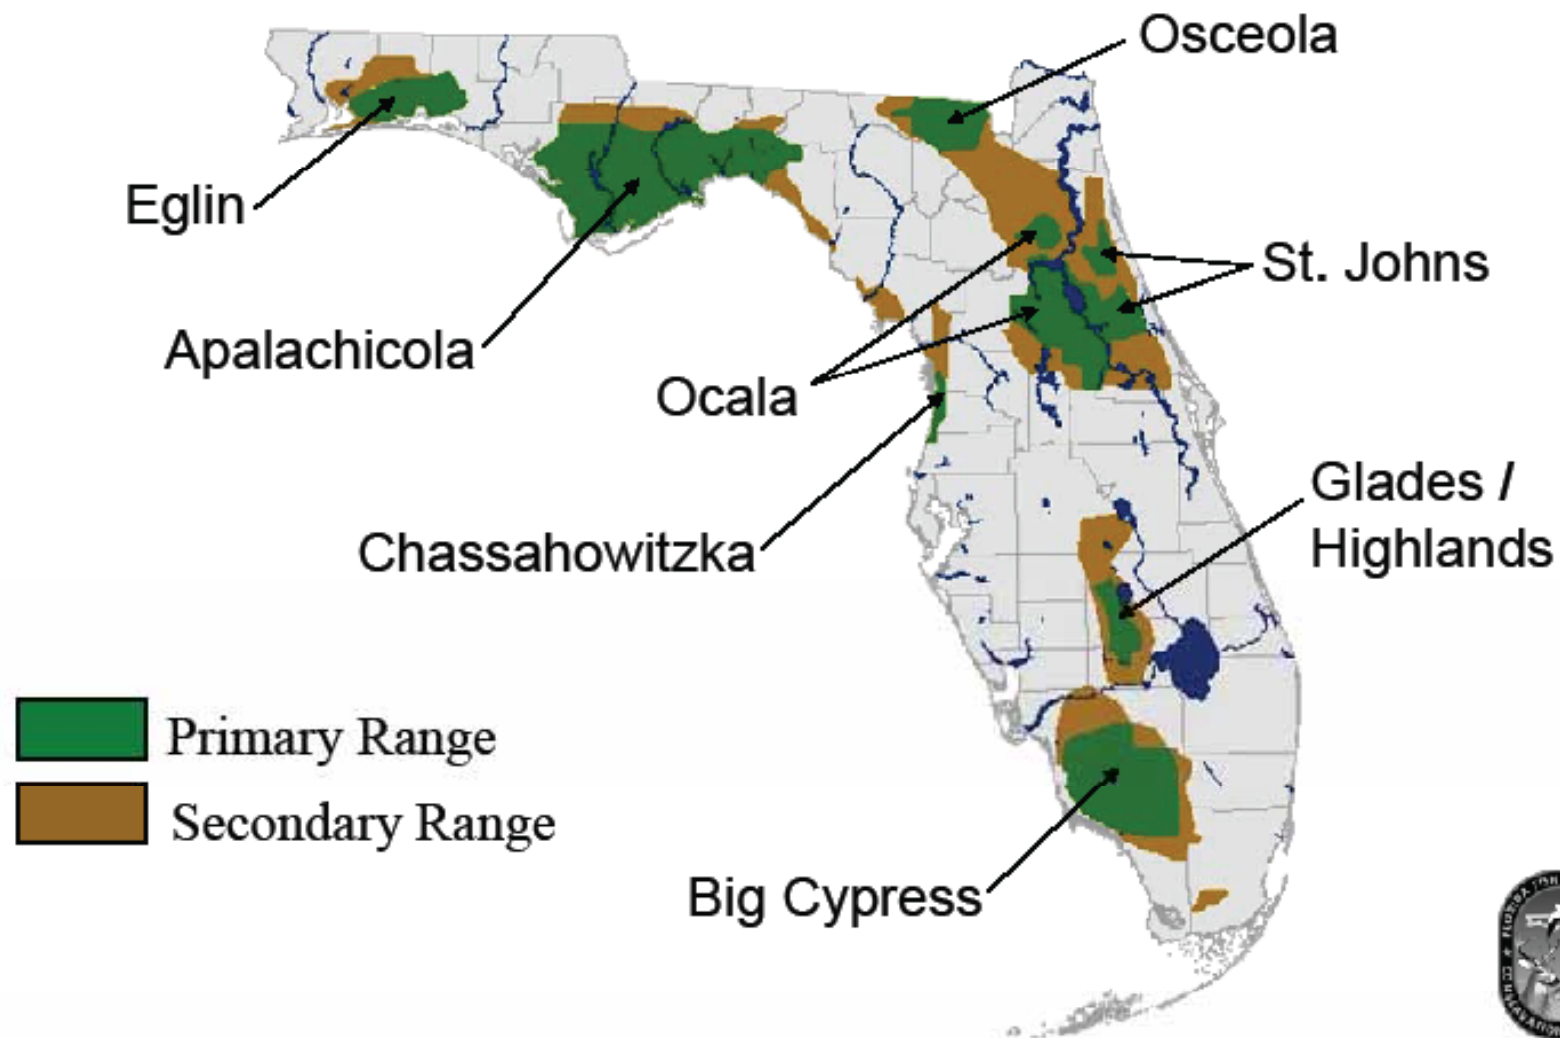 Osceola
Eglin
St. Johns
Apalachicola
Ocala
Glades /
Highlands
Chassahowitzka
Primary Range
Secondary Range
Big Cypress